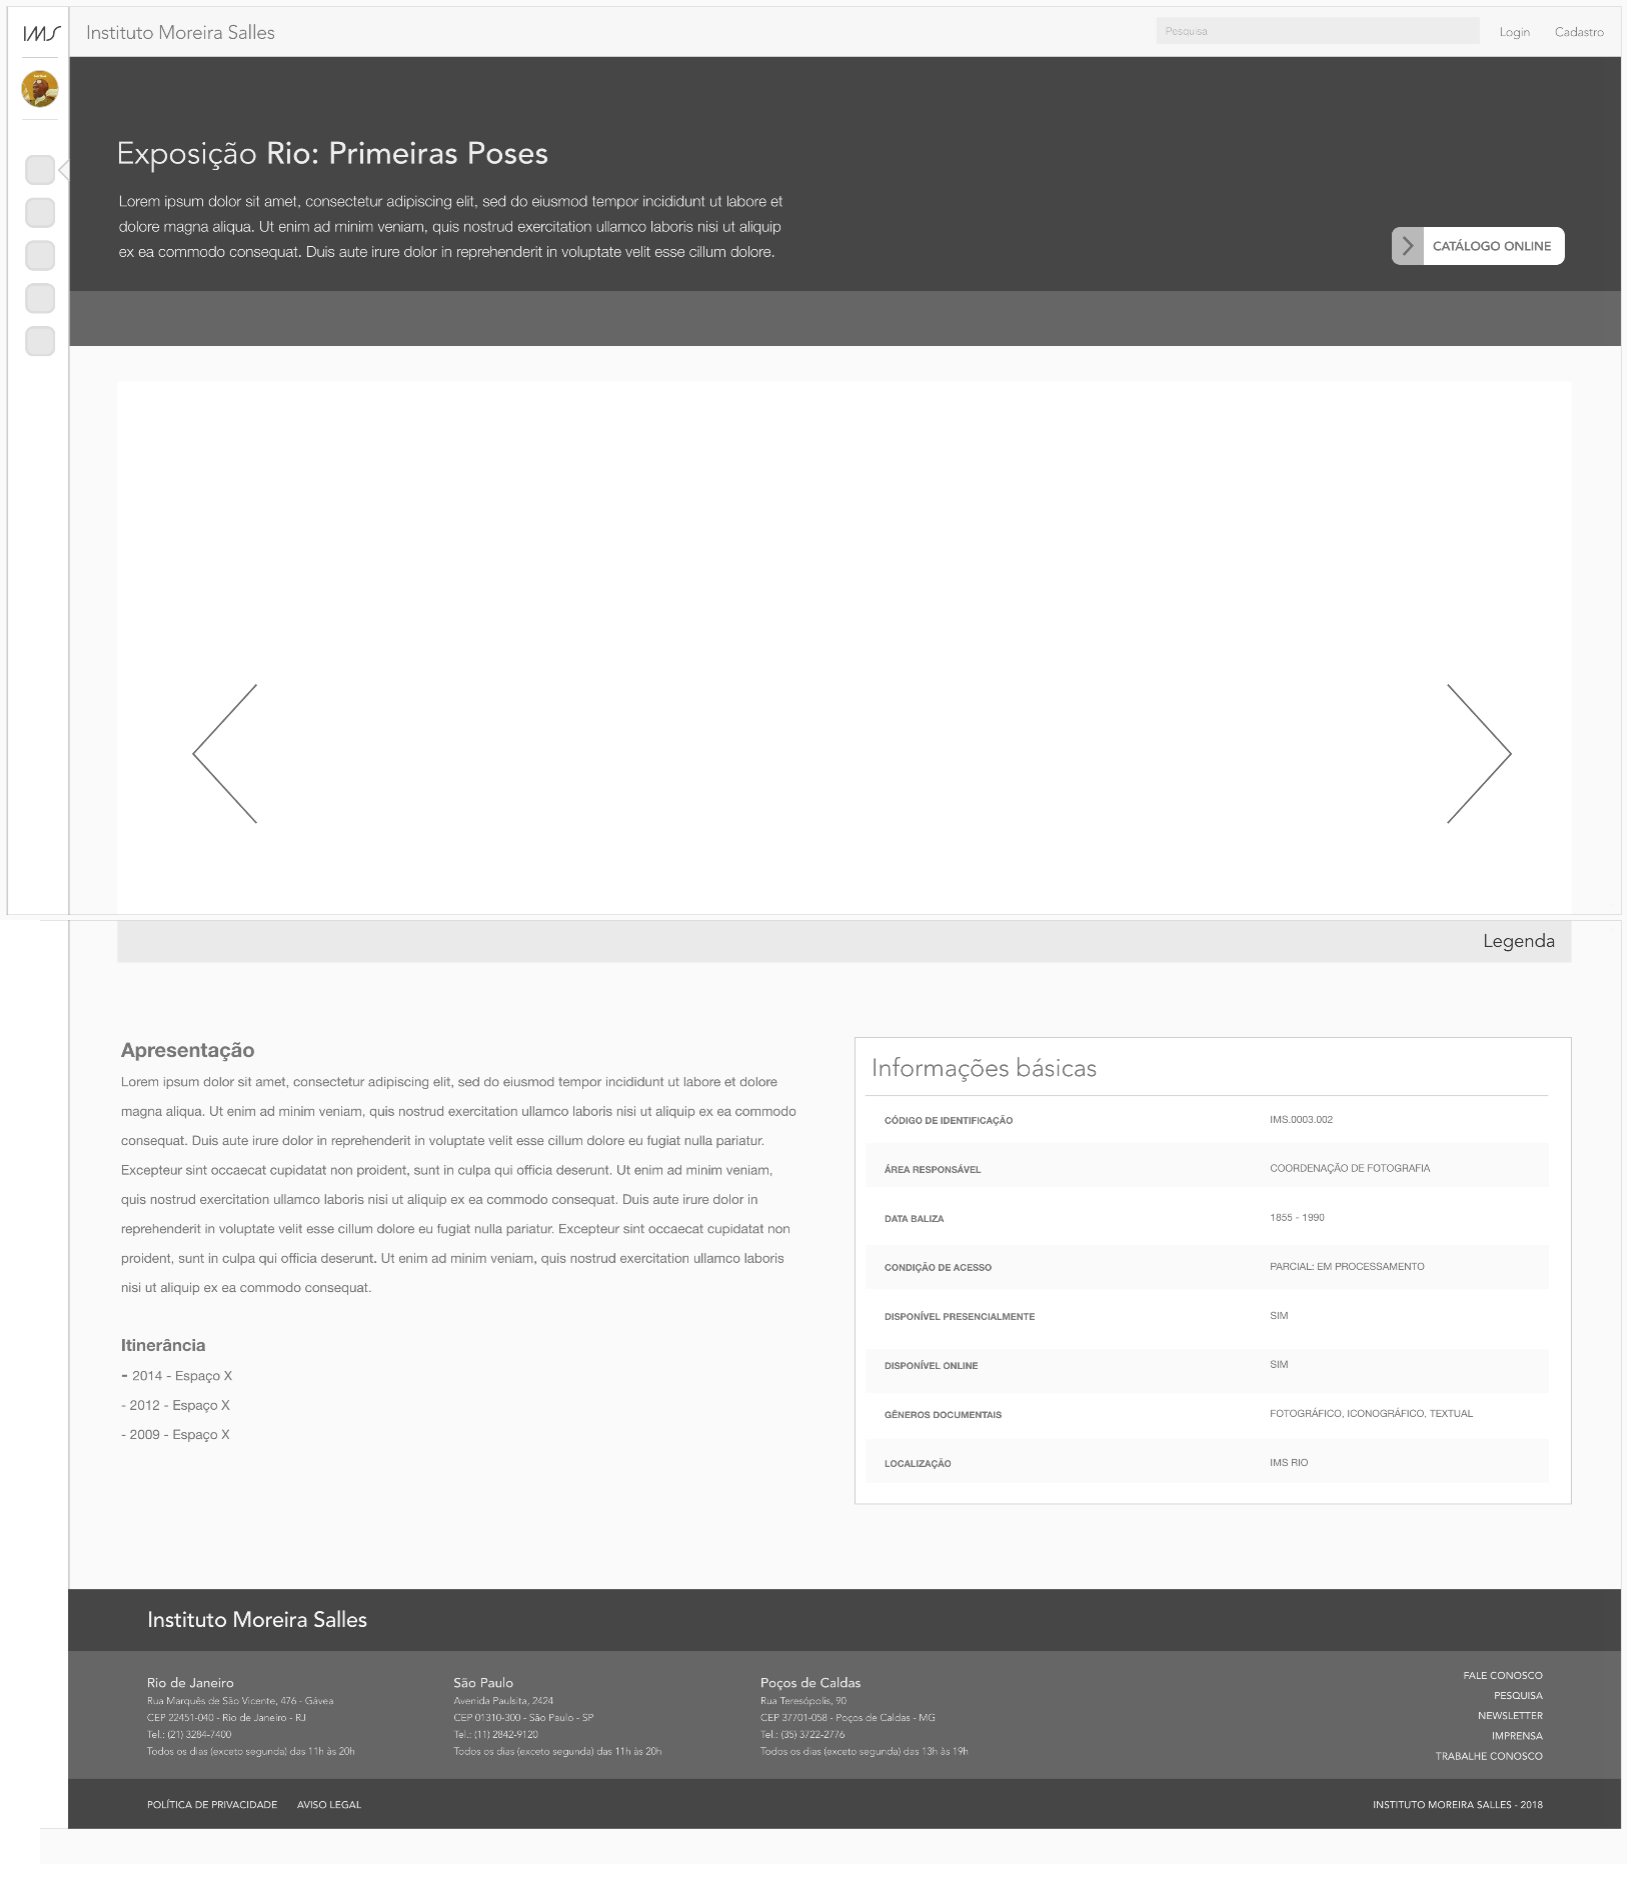 IMS
Instituto Moreira Salles
Pesquisa
Login
Cadastro
Exposição Rio: Primeiras Poses
Lorem ipsum dolor sit amet, consectetur adipiscing elit, sed do eiusmod tempor incididunt ut labore et
dolore magna aliqua. Ut enim ad minim veniam, quis nostrud exercitation ullamco laboris nisi ut aliquip
ex ea commodo consequat. Duis aute irure dolor in reprehenderit in voluptate velit esse cillum dolore.
CATÁLOGO ONLINE
Legenda
Apresentação
Lorem ipsum dolor sit amet, consectetur adipiscing elit, sed do eiusmod tempor incididunt ut labore et dolore
magna aliqua. Ut enim ad minim veniam, quis nostrud exercitation ullamco laboris nisi ut aliquip ex ea commodo
consequat. Duis aute irure dolor in reprehenderit in voluptate velit esse cillum dolore eu fugiat nulla pariatur.
Excepteur sint occaecat cupidatat non proident, sunt in culpa qui officia deserunt. Ut enim ad minim veniam,
quis nostrud exercitation ullamco laboris nisi ut aliquip ex ea commodo consequat. Duis aute irure dolor in
reprehenderit in voluptate velit esse cillum dolore eu fugiat nulla pariatur. Excepteur sint occaecat cupidatat non
proident, sunt in culpa qui officia deserunt. Ut enim ad minim veniam, quis nostrud exercitation ullamco laboris
nisi ut aliquip ex ea commodo consequat.
Itinerância
- 2014 - Espaço X
- 2012 - Espaço X
- 2009 - Espaço X
Informações básicas
CÓDIGO DE IDENTIFICAÇÃO IMS.0003.002
ÁREA RESPONSÁVEL COORDENAÇÃO DE FOTOGRAFIA
DATA BALIZA 1855 - 1990
CONDIÇÃO DE ACESSO PARCIAL: EM PROCESSAMENTO
DISPONÍVEL PRESENCIALMENTE SIM
DISPONÍVEL ONLINE SIM
GÊNEROS DOCUMENTAIS FOTOGRÁFICO, ICONOGRÁFICO, TEXTUAL
LOCALIZAÇÃO IMS RIO
Instituto Moreira Salles
Rio de Janeiro
Rua Marquês de São Vicente, 476 - Gávea
CEP 22451-040 - Rio de Janeiro - RJ
Tel.: (21) 3284-7400
Todos os dias (exceto segunda) das 11h às 20h
São Paulo
Avenida Paulsita, 2424
CEP 01310-300 - São Paulo - SP
Tel.: (11) 2842-9120
Todos os dias (exceto segunda) das 11h às 20h
Poços de Caldas
Rua Teresópolis, 90
CEP 37701-058 - Poços de Caldas - MG
Tel.: (35) 3722-2776
Todos os dias (exceto segunda) das 13h às 19h
FALE CONOSCO
PESQUISA
NEWSLETTER
IMPRENSA
TRABALHE CONOSCO
POLÍTICA DE PRIVACIDADE
AVISO LEGAL
INSTITUTO MOREIRA SALLES - 2018